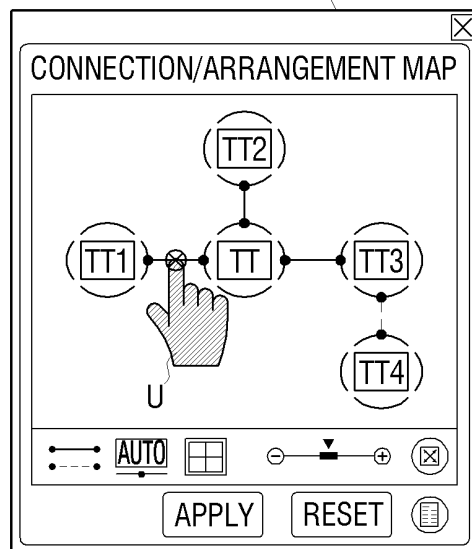 CONNECTION/ARRANGEMENT MAP
TT2
TT1 TT TT3
TT4
U
AUTO
APPLY RESET